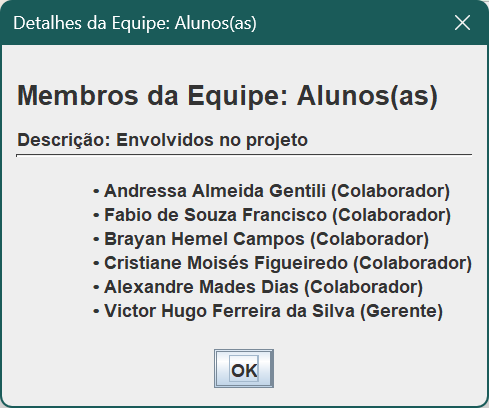 Detalhes da Equipe: Alunos(as)
Membros da Equipe: Alunos(as)
Descrição: Envolvidos no projeto
• Andressa Almeida Gentili (Colaborador)
• Fabio de Souza Francisco (Colaborador)
• Brayan Hemel Campos (Colaborador)
• Cristiane Moisés Figueiredo (Colaborador)
• Alexandre Mades Dias (Colaborador)
• Victor Hugo Ferreira da Silva (Gerente)
OK